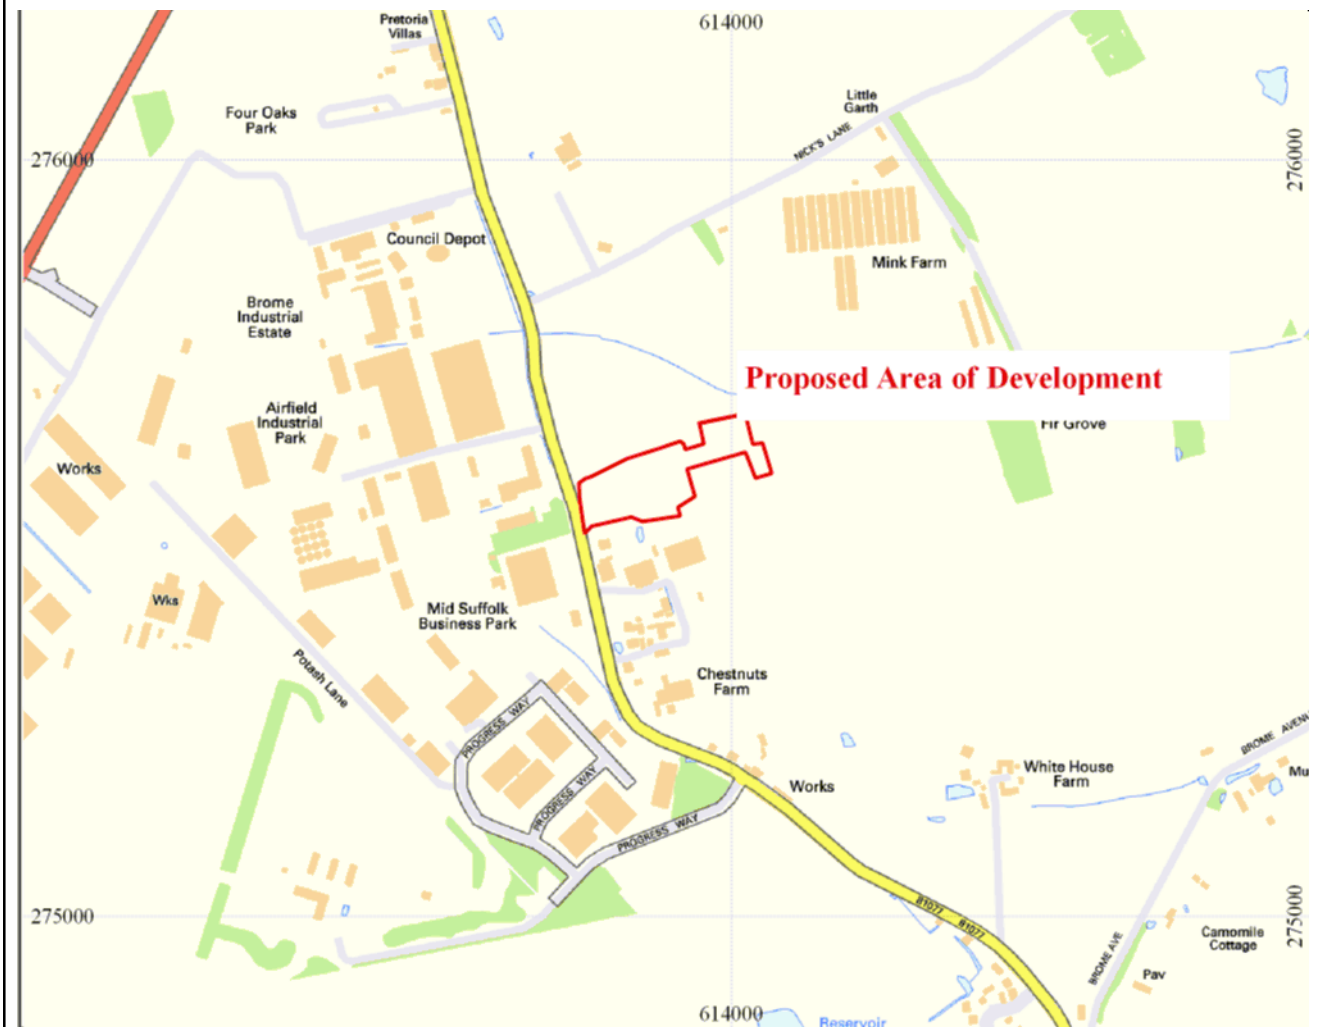 Pretoria
Villas
614000
Little
Garth
Four Oaks
Park
NICK'S LANE
276000
276000
Council Depot
Mink Farm
Brome
Industrial
Estate
Proposed Area of Development
Airfield
Industrial
Park
Fir Grove
Works
Wks
Mid Suffolk
Business Park
Potash Lane
Chestnuts
Farm
PROGRESS WAY
BROME AVENU
White House
Farm
Mu
Works
PROGRESS WAY
PROGRESS WAY
275000
B1077
B1077
275000
Camomile
Cottage
BROME AVE
Pav
614000
Reservoir